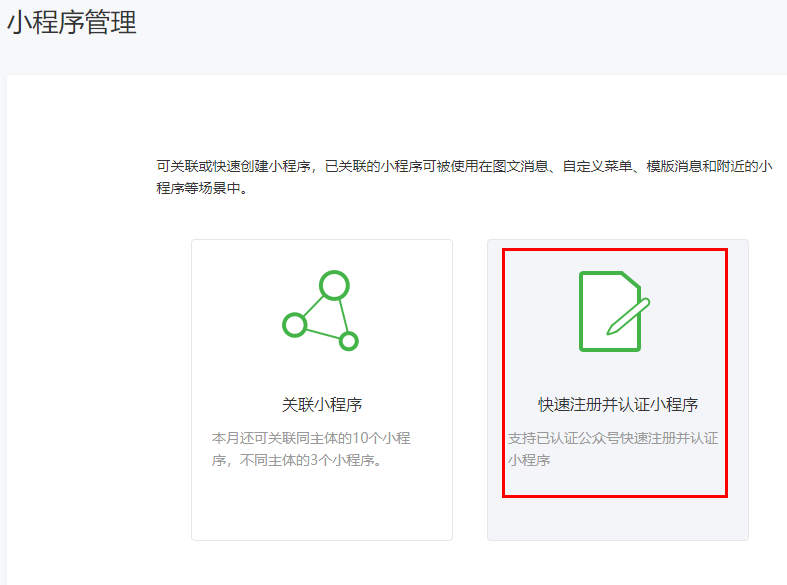 小程序管理
可关联或快速创建小程序，已关联的小程序可被使用在图文消息、自定义菜单、模版消息和附近的小
程序等场景中。
关联小程序
本月还可关联同主体的10个小程
序，不同主体的3个小程序。
快速注册并认证小程序
支持已认证公众号快速注册并认证
小程序